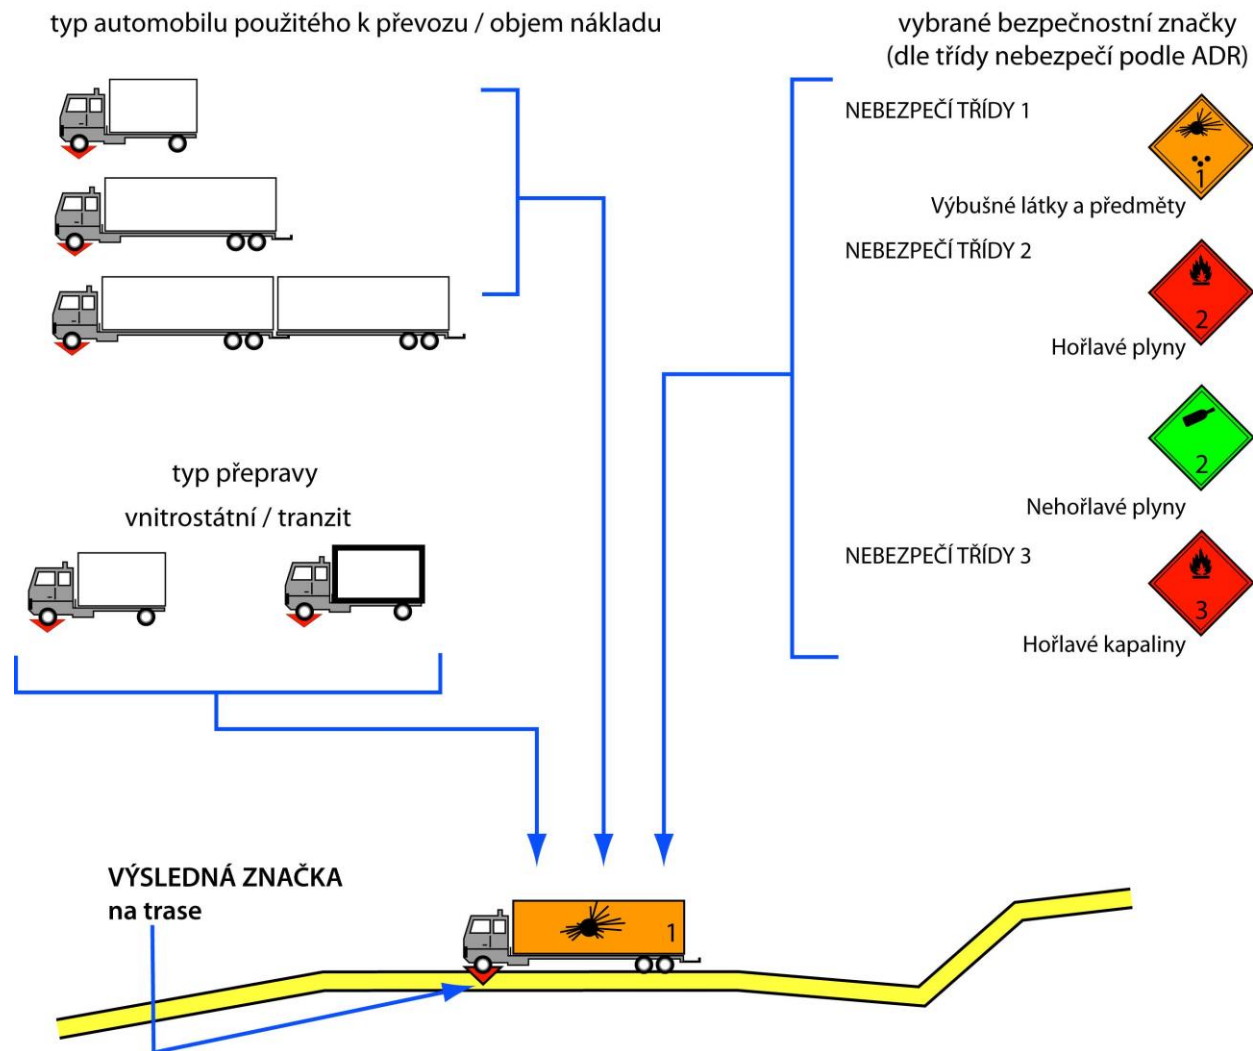 typ automobilu použitého k převozu / objem nákladu
vybrané bezpečnostní značky
(dle třídy nebezpečí podle ADR)
NEBEZPEČÍ TŘÍDY 1
1
Výbušné látky a předměty
NEBEZPEČÍ TŘÍDY 2
2
Hořlavé plyny
2
Nehořlavé plyny
NEBEZPEČÍ TŘÍDY 3
3
Hořlavé kapaliny
typ přepravy
vnitrostátní / tranzit
VÝSLEDNÁ ZNAČKA
na trase
1